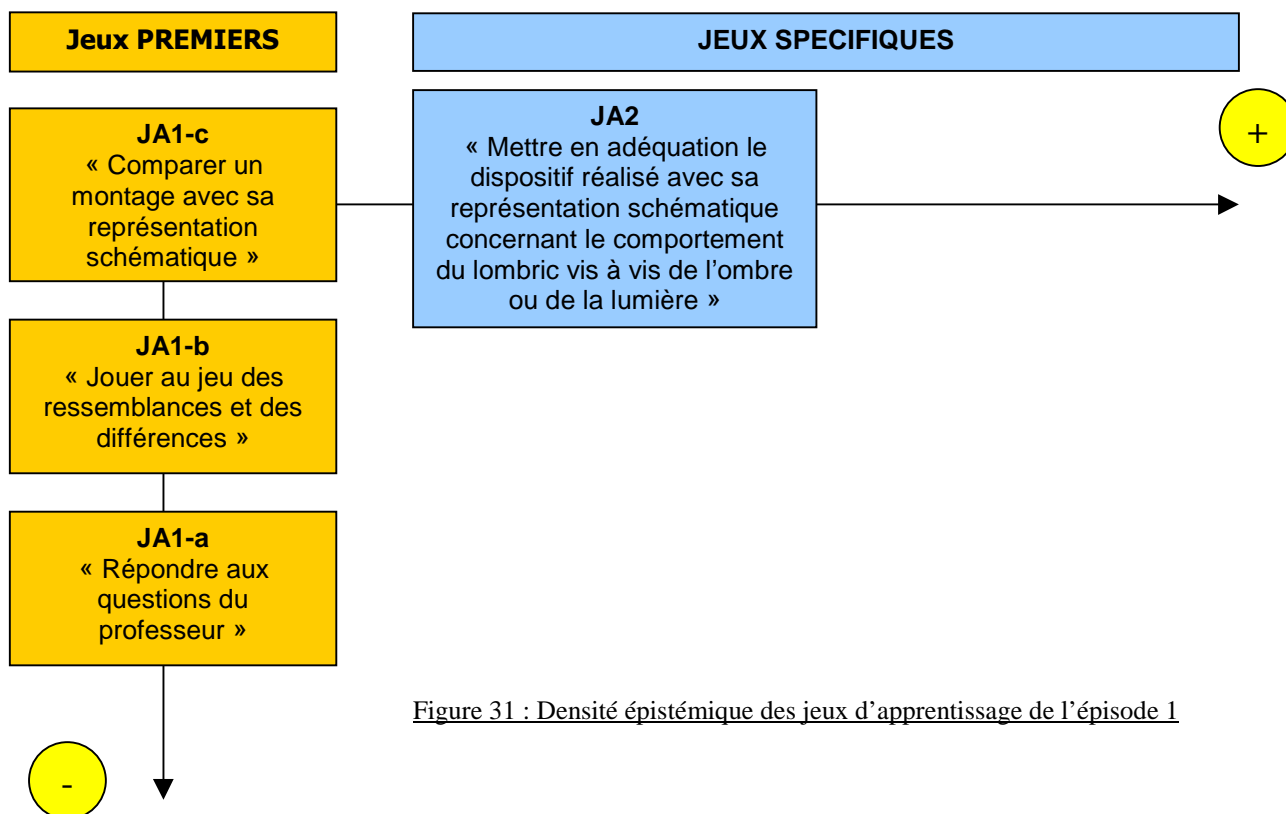 Jeux PREMIERS
JEUX SPECIFIQUES
JA1-c
« Comparer un
montage avec sa
représentation
schématique »
JA2
« Mettre en adéquation le
dispositif réalisé avec sa
représentation schématique
concernant le comportement
du lombric vis à vis de l’ombre
ou de la lumière »
+
JA1-b
« Jouer au jeu des
ressemblances et des
différences »
JA1-a
« Répondre aux
questions du
professeur »
Figure 31 : Densité épistémique des jeux d’apprentissage de l’épisode 1
-